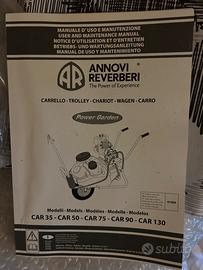 MANUALE D'USO E MANUTENZIONE
USER AND MAINTENANCE MANUAL
NOTICE D'UTILISATION ET D'ENTRETIEN
BETRIEBS- UND WARTUNGSANLEITUNG
MANUAL DE USO Y MANTENIMIENTO
AR
ANNOVI
REVERBERI
The Power of Experience
CARRELLO - TROLLEY - CHARIOT - WAGEN - CARRO
Power Garden
Modelli - Models - Modèles - Modelle - Modelos
CAR 35 - CAR 50 - CAR 75 - CAR 90 - CAR 130
subito